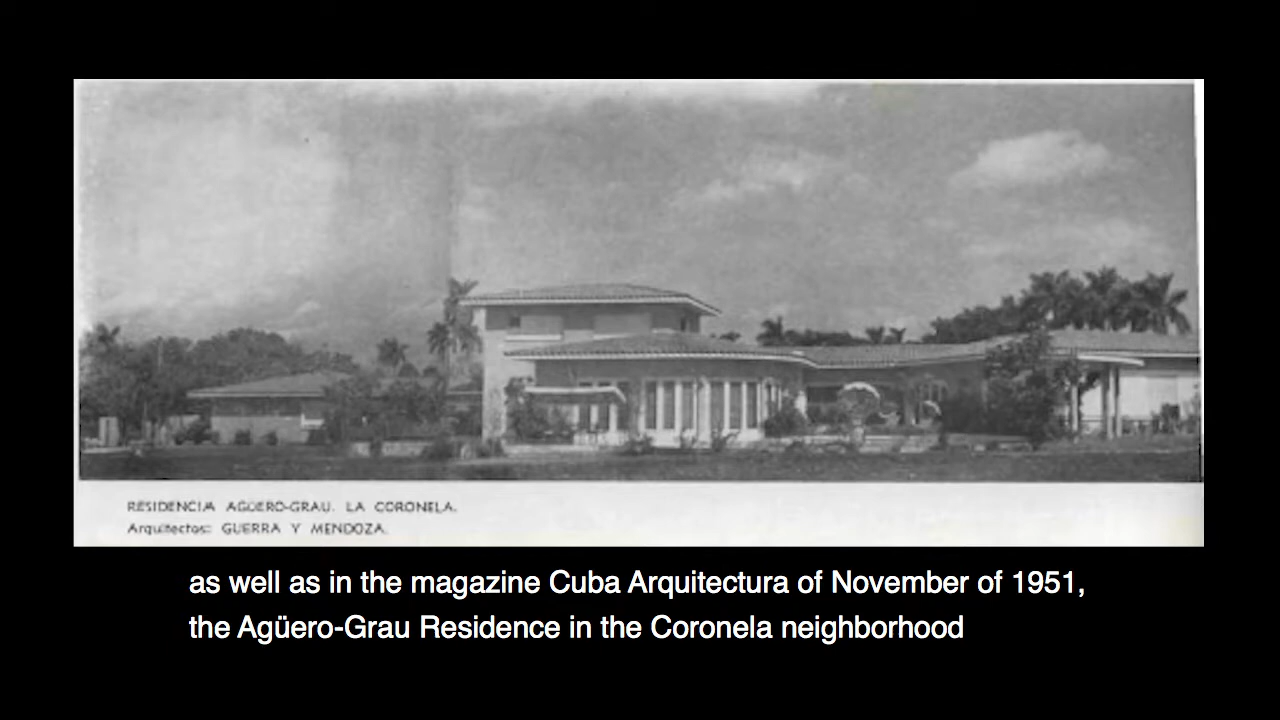 RESIDENCIA AGÜERO-GRAU. LA CORONELA.
Arquitectos: GUERRA Y MENDOZA.
as well as in the magazine Cuba Arquitectura of November of 1951,
the Agüero-Grau Residence in the Coronela neighborhood